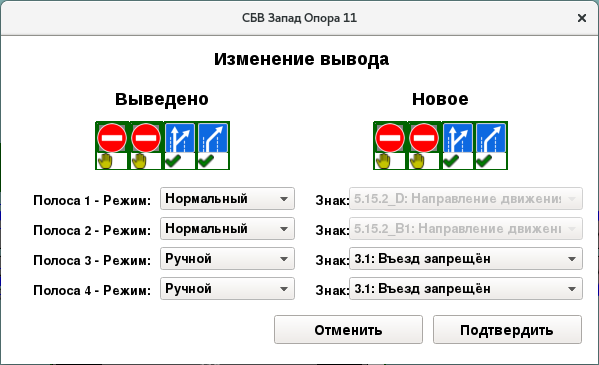 СБВ Запад Опора 11
Изменение вывода
Выведено Новое
Полоса 1 - Режим: Нормальный Знак: 5.15.2_D: Направление движения
Полоса 2 - Режим: Нормальный Знак: 5.15.2_B1: Направление движени
Полоса 3 - Режим: Ручной Знак: 3.1: Въезд запрещён
Полоса 4 - Режим: Ручной Знак: 3.1: Въезд запрещён
Отменить Подтвердить